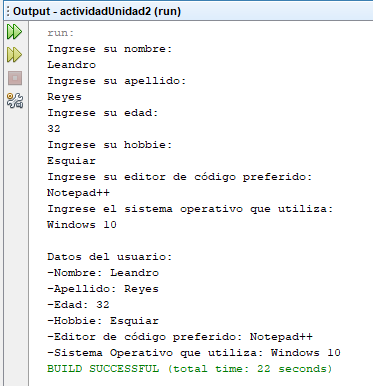 Output - actividadUnidad2 (run)
run:
Ingrese su nombre:
Leandro
Ingrese su apellido:
Reyes
Ingrese su edad:
32
Ingrese su hobbie:
Esquiar
Ingrese su editor de código preferido:
Notepad++
Ingrese el sistema operativo que utiliza:
Windows 10

Datos del usuario:
-Nombre: Leandro
-Apellido: Reyes
-Edad: 32
-Hobbie: Esquiar
-Editor de código preferido: Notepad++
-Sistema Operativo que utiliza: Windows 10
BUILD SUCCESSFUL (total time: 22 seconds)